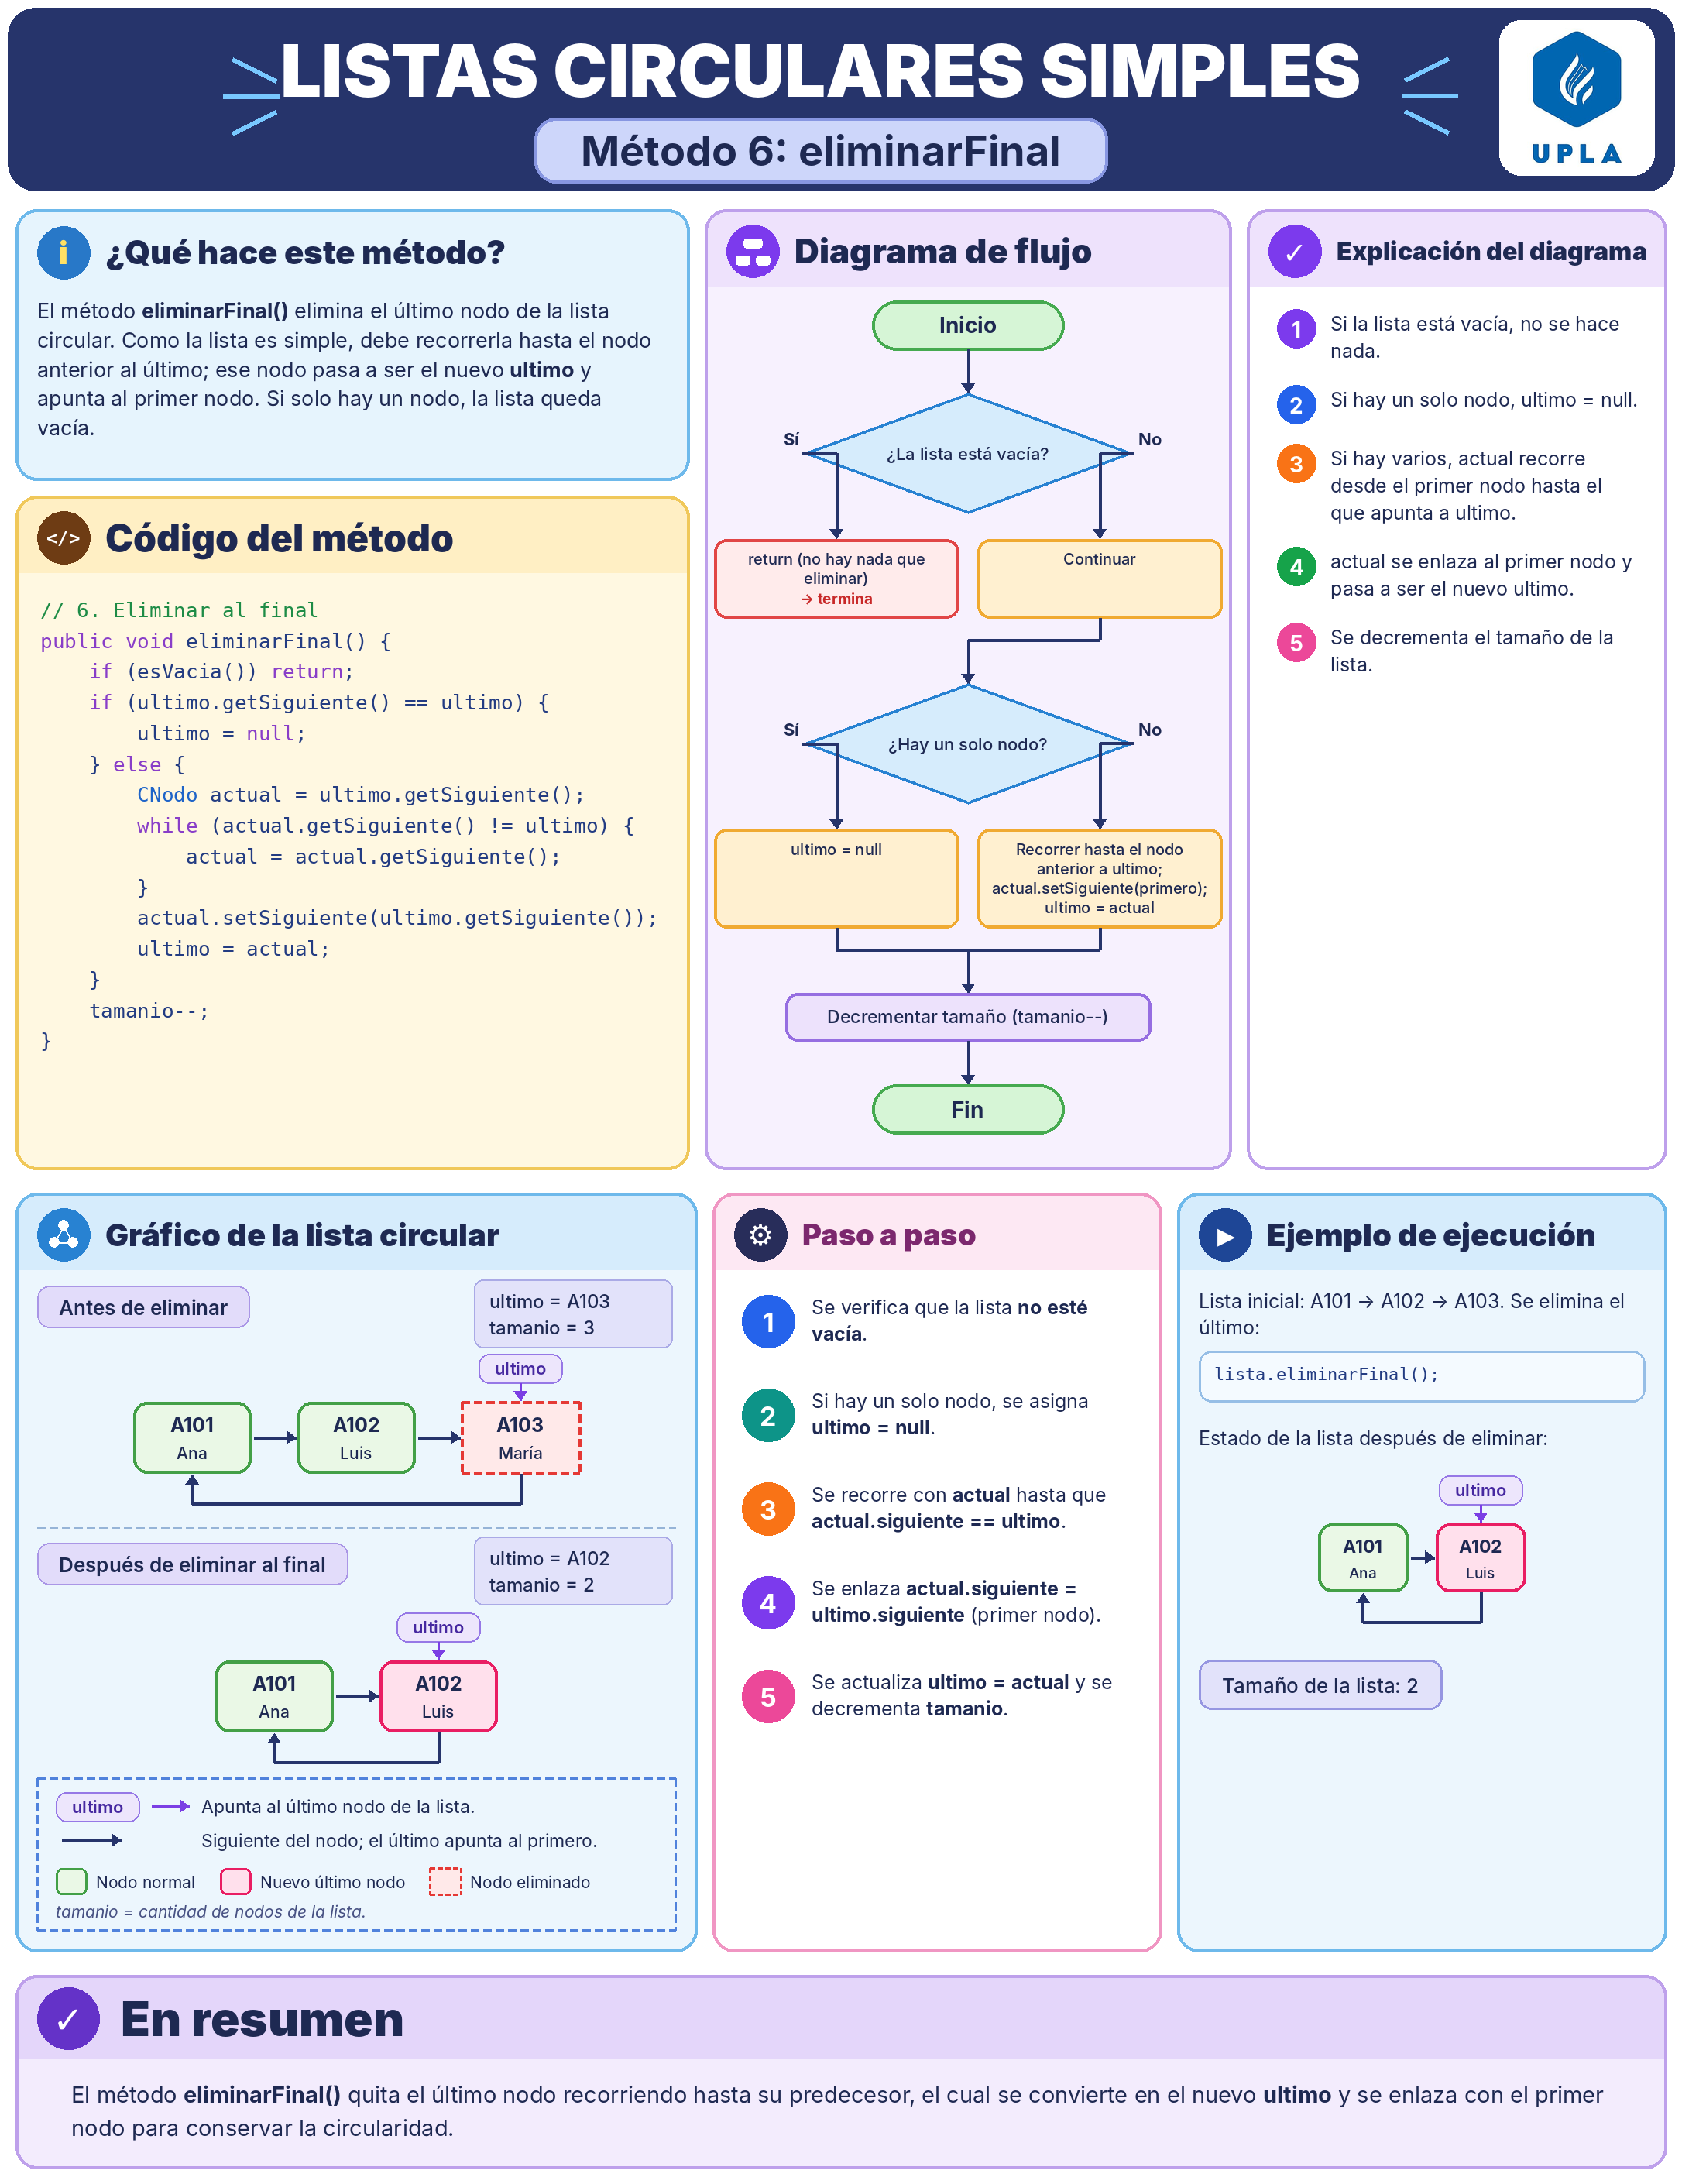 LISTAS CIRCULARES SIMPLES
Método 6: eliminarFinal
UPLA
¿Qué hace este método?
El método eliminarFinal() elimina el último nodo de la lista
circular. Como la lista es simple, debe recorrerla hasta el nodo
anterior al último; ese nodo pasa a ser el nuevo ultimo y
apunta al primer nodo. Si solo hay un nodo, la lista queda
vacía.
</> Código del método
// 6. Eliminar al final
public void eliminarFinal() {
    if (esVacia()) return;
    if (ultimo.getSiguiente() == ultimo) {
        ultimo = null;
    } else {
        CNodo actual = ultimo.getSiguiente();
        while (actual.getSiguiente() != ultimo) {
            actual = actual.getSiguiente();
        }
        actual.setSiguiente(ultimo.getSiguiente());
        ultimo = actual;
    }
    tamanio--;
}
Diagrama de flujo
Inicio
¿La lista está vacía?
Sí
No
return (no hay nada que
eliminar)
→ termina
Continuar
¿Hay un solo nodo?
Sí
No
ultimo = null
Recorrer hasta el nodo
anterior a ultimo;
actual.setSiguiente(primero);
ultimo = actual
Decrementar tamaño (tamanio--)
Fin
✓ Explicación del diagrama
1 Si la lista está vacía, no se hace
nada.
2 Si hay un solo nodo, ultimo = null.
3 Si hay varios, actual recorre
desde el primer nodo hasta el
que apunta a ultimo.
4 actual se enlaza al primer nodo y
pasa a ser el nuevo ultimo.
5 Se decrementa el tamaño de la
lista.
Gráfico de la lista circular
Antes de eliminar
ultimo = A103
tamanio = 3
ultimo
A101
Ana
A102
Luis
A103
María
Después de eliminar al final
ultimo = A102
tamanio = 2
ultimo
A101
Ana
A102
Luis
ultimo Apunta al último nodo de la lista.
Siguiente del nodo; el último apunta al primero.
Nodo normal Nuevo último nodo Nodo eliminado
tamanio = cantidad de nodos de la lista.
Paso a paso
1 Se verifica que la lista no esté
vacía.
2 Si hay un solo nodo, se asigna
ultimo = null.
3 Se recorre con actual hasta que
actual.siguiente == ultimo.
4 Se enlaza actual.siguiente =
ultimo.siguiente (primer nodo).
5 Se actualiza ultimo = actual y se
decrementa tamanio.
Ejemplo de ejecución
Lista inicial: A101 → A102 → A103. Se elimina el
último:
lista.eliminarFinal();
Estado de la lista después de eliminar:
ultimo
A101
Ana
A102
Luis
Tamaño de la lista: 2
✓ En resumen
El método eliminarFinal() quita el último nodo recorriendo hasta su predecesor, el cual se convierte en el nuevo ultimo y se enlaza con el primer
nodo para conservar la circularidad.